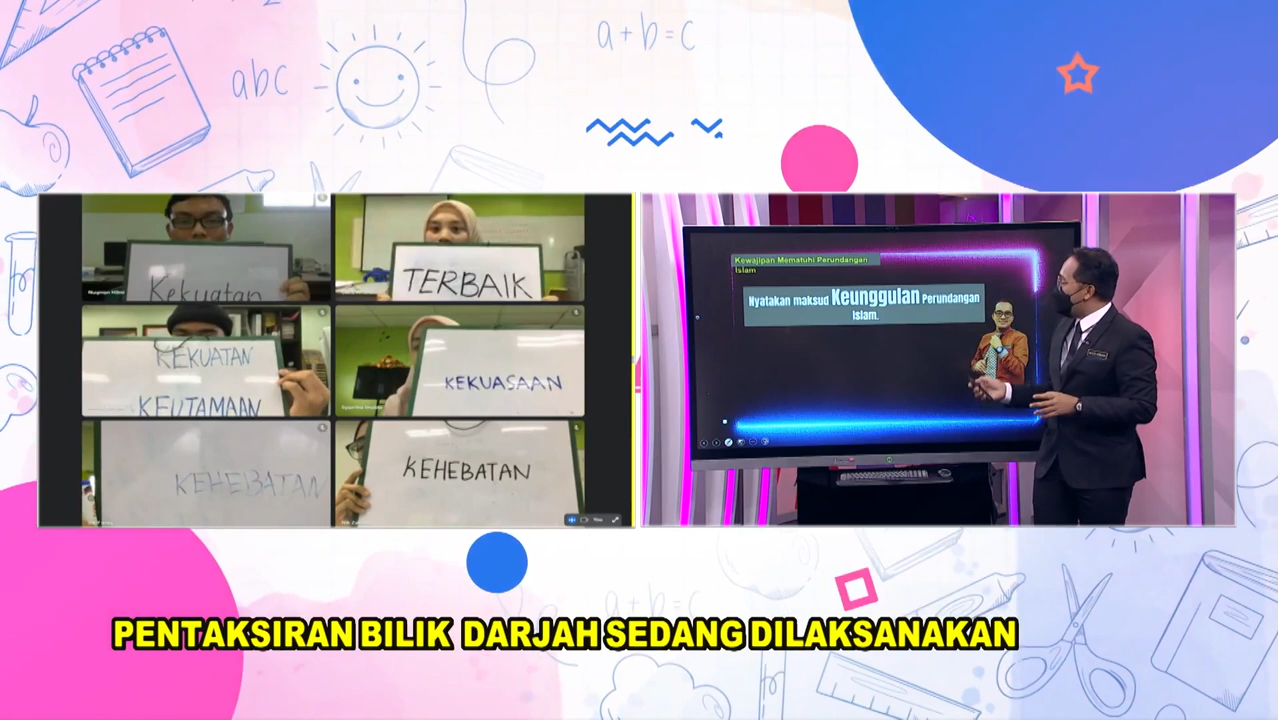 a+b=c
abc
Kekuatan
TERBAIK
KEKUATAN
KEUTAMAAN
KEKUASAAN
KEHEBATAN
KEHEBATAN
Kewajipan Mematuhi Perundangan
Islam
Nyatakan maksud Keunggulan Perundangan
Islam.
a+b=c
PENTAKSIRAN BILIK DARJAH SEDANG DILAKSANAKAN